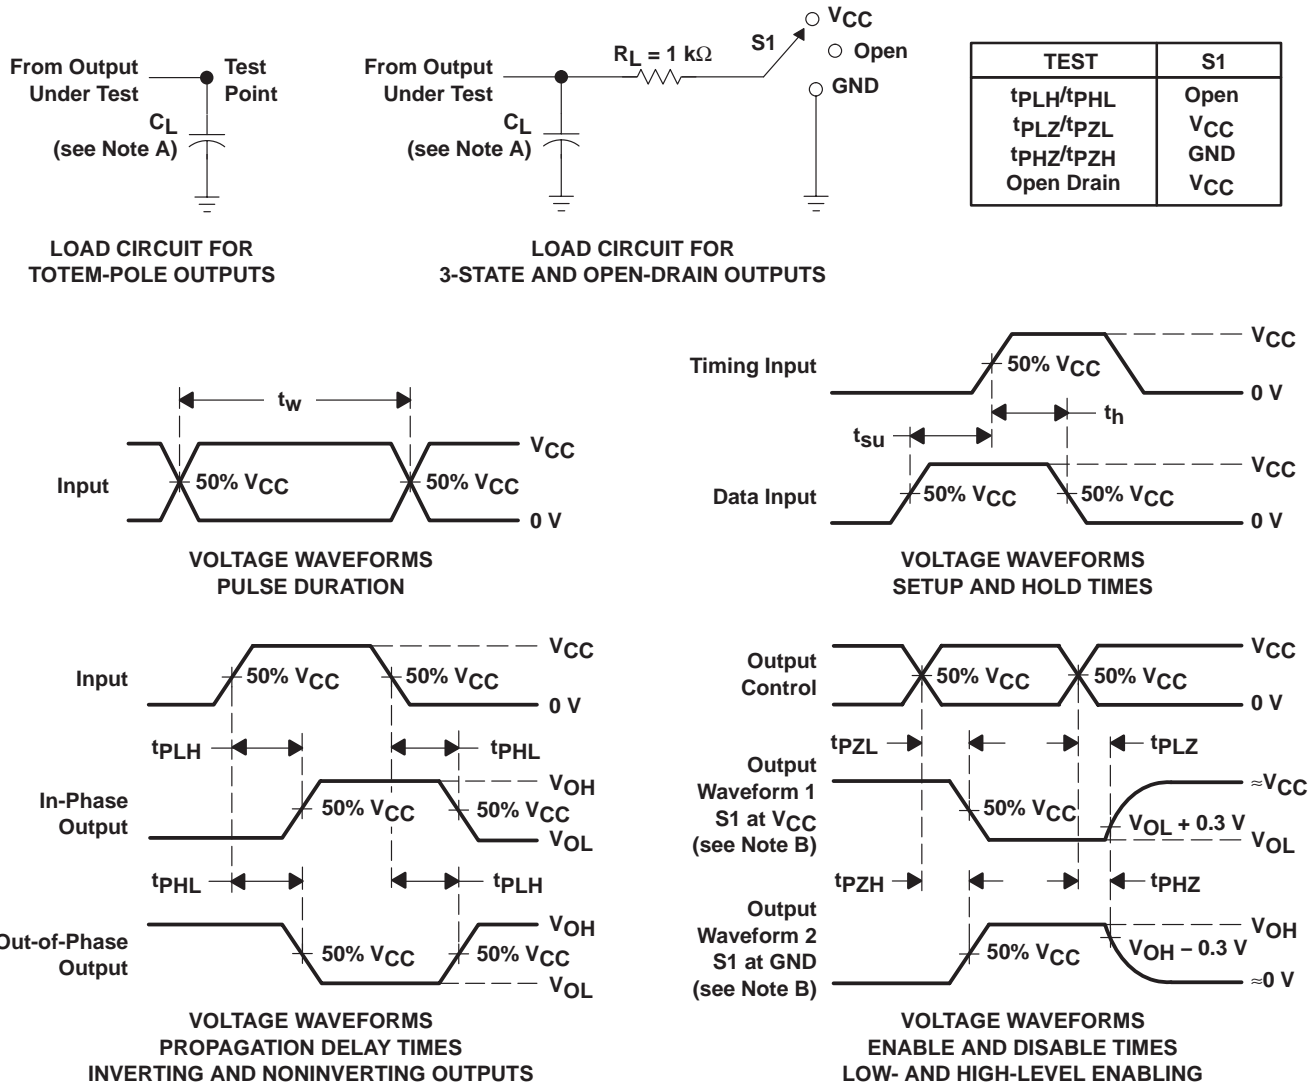 From Output
Under Test
Test
Point
CL
(see Note A)
LOAD CIRCUIT FOR
TOTEM-POLE OUTPUTS
From Output
Under Test
CL
(see Note A)
RL = 1 kΩ
S1
VCC
Open
GND
LOAD CIRCUIT FOR
3-STATE AND OPEN-DRAIN OUTPUTS
TEST S1
tPLH/tPHL Open
tPLZ/tPZL VCC
tPHZ/tPZH GND
Open Drain VCC
tw
Input
50% VCC
50% VCC
VCC
0 V
VOLTAGE WAVEFORMS
PULSE DURATION
Timing Input
50% VCC
VCC
0 V
tsu
th
Data Input
50% VCC
50% VCC
VCC
0 V
VOLTAGE WAVEFORMS
SETUP AND HOLD TIMES
Input
50% VCC
50% VCC
VCC
0 V
tPLH
tPHL
In-Phase
Output
50% VCC
50% VCC
VOH
VOL
tPHL
tPLH
Out-of-Phase
Output
50% VCC
50% VCC
VOH
VOL
VOLTAGE WAVEFORMS
PROPAGATION DELAY TIMES
INVERTING AND NONINVERTING OUTPUTS
Output
Control
50% VCC
50% VCC
VCC
0 V
tPZL
tPLZ
Output
Waveform 1
S1 at VCC
(see Note B)
50% VCC
VOL + 0.3 V
≈VCC
VOL
tPZH
tPHZ
Output
Waveform 2
S1 at GND
(see Note B)
50% VCC
VOH − 0.3 V
VOH
≈0 V
VOLTAGE WAVEFORMS
ENABLE AND DISABLE TIMES
LOW- AND HIGH-LEVEL ENABLING